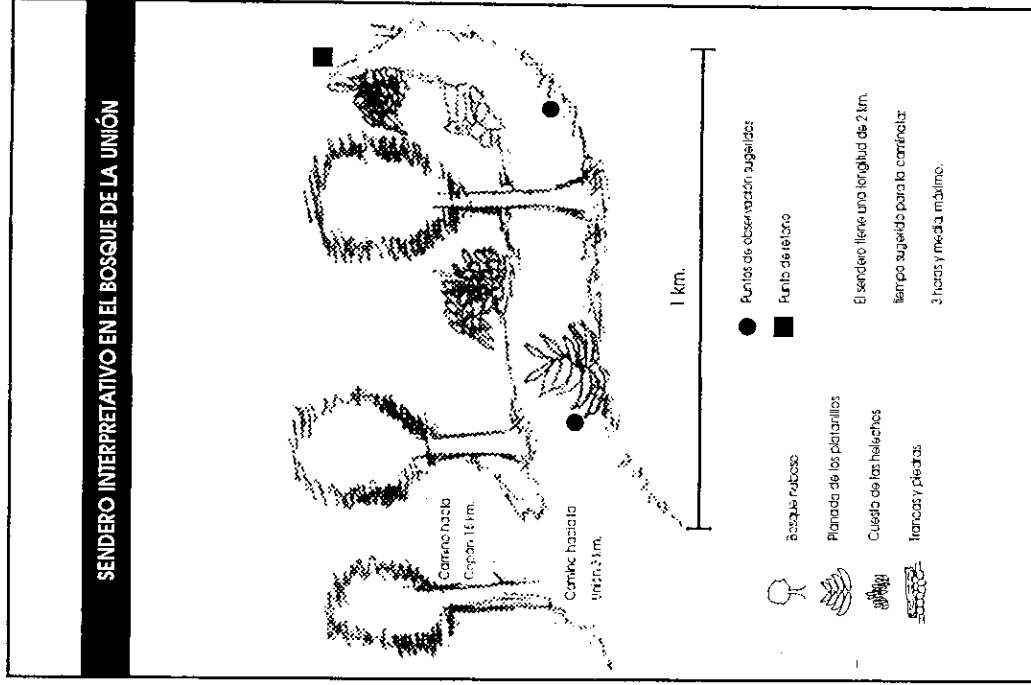 SENDERO INTERPRETATIVO EN EL BOSQUE DE LA UNIÓN
Camino hacia
Copán 15 km.
Camino hacia la
Unión 3 km.
1 km.
Puntos de observación sugeridos
Punto de retorno
Bosque nuboso
Planada de los platanillos
Cuesta de los helechos
Trancas y piedras
El sendero tiene una longitud de 2 km.
tiempo sugerido para la caminata:
3 horas y media, máximo.